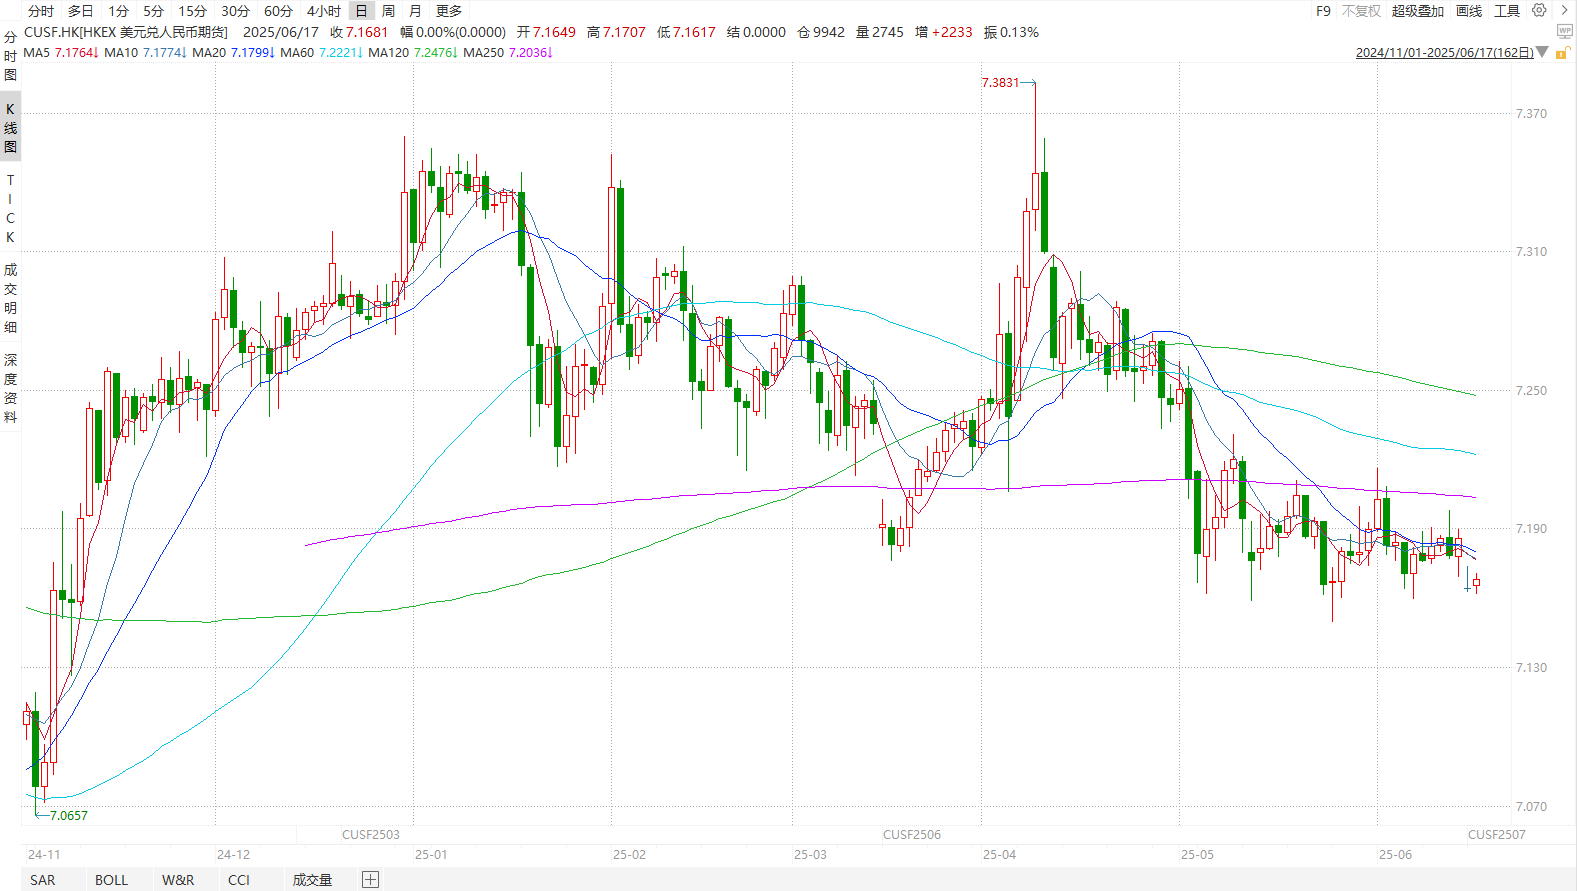 分时 多日 1分 5分 15分 30分 60分 4小时 日 周 月 更多 F9 不复权 超级叠加 画线 工具
CUSF.HK[HKEX 美元兑人民币期货] 2025/06/17 收 7.1681 幅 0.00%(0.0000) 开 7.1649 高 7.1707 低 7.1617 结 0.0000 仓 9942 量 2745 增 +2233 振 0.13%
MA5 7.1764↓ MA10 7.1774↓ MA20 7.1799↓ MA60 7.2221↓ MA120 7.2476↓ MA250 7.2036↓ 2024/11/01-2025/06/17(162日)
WP
分时图
K线图
TICK
成交明细
深度资料
7.3831
7.370
7.310
7.250
7.190
7.130
7.070
7.0657
CUSF2503 CUSF2506 CUSF2507
24-11 24-12 25-01 25-02 25-03 25-04 25-05 25-06
SAR BOLL W&R CCI 成交量